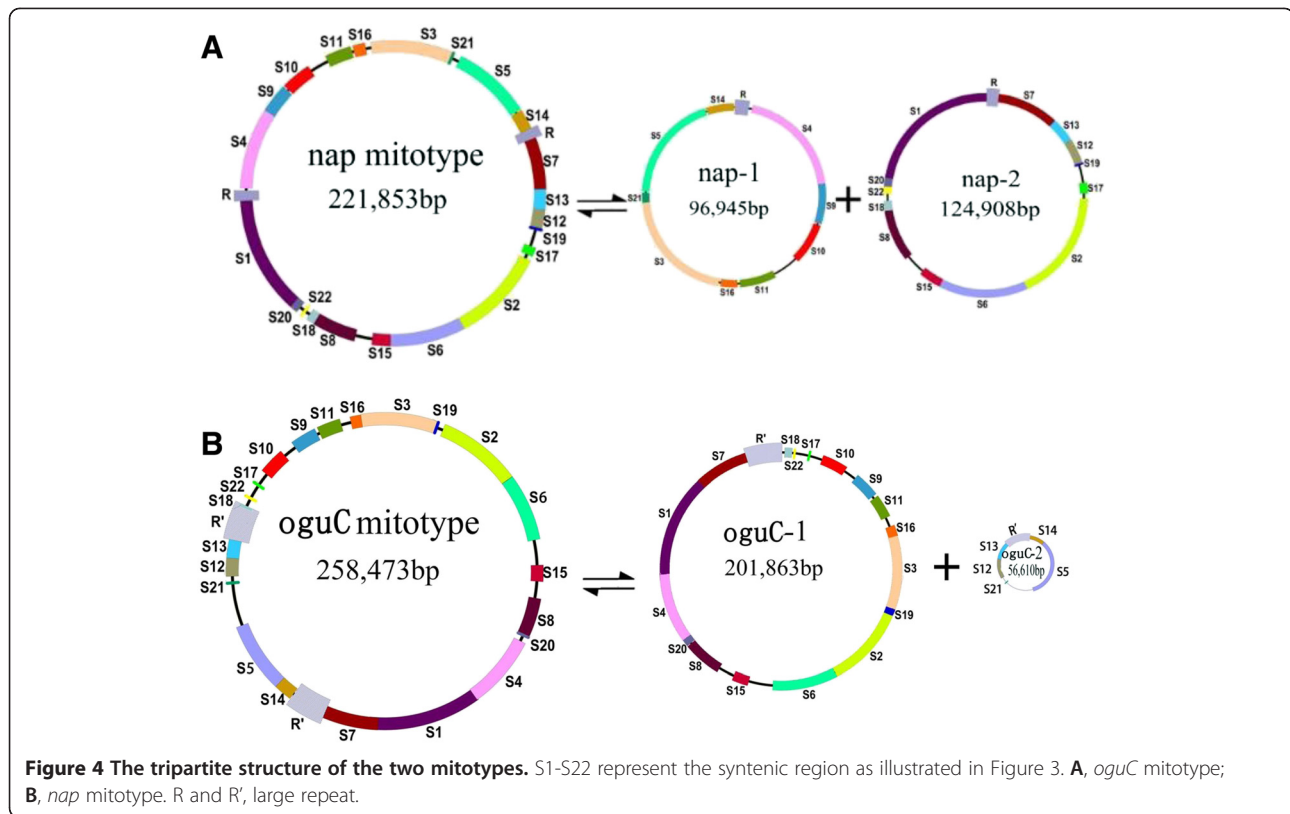 A
S16
S3
S21
S11
S10
S5
S9
S14
R
S4
nap mitotype
221,853bp
S7
R
S13
S12
S19
S17
S1
S2
S22
S20
S18
S8
S15
S6
S14
R
S5
S4
nap-1
96,945bp
S21
S9
S10
S3
S16
S11
+
R
S7
S1
S13
S12
S19
S17
nap-2
124,908bp
S20
S22
S18
S8
S2
S15
S6
B
S16
S3
S19
S11
S9
S2
S10
S17
S22
S18
S6
R'
oguC mitotype
258,473bp
S13
S12
S21
S15
S8
S20
S5
S4
S14
R'
S7
S1
R'
S18
S17
S22
S10
S7
S9
S11
S1
S16
oguC-1
201,863bp
S3
S4
S19
S20
S8
S2
S15
S6
+
R'
S14
S13
oguC-2
S12
56,610bp
S5
S21
Figure 4 The tripartite structure of the two mitotypes. S1-S22 represent the syntenic region as illustrated in Figure 3. A, oguC mitotype;
B, nap mitotype. R and R', large repeat.